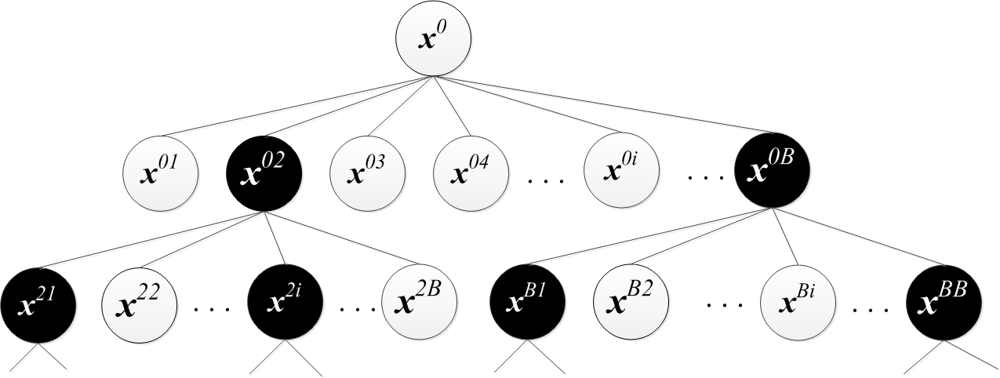 x^0
x^01 x^02 x^03 x^04 ... x^0i ... x^0B
x^21 x^22 ... x^2i ... x^2B x^B1 x^B2 ... x^Bi ... x^BB